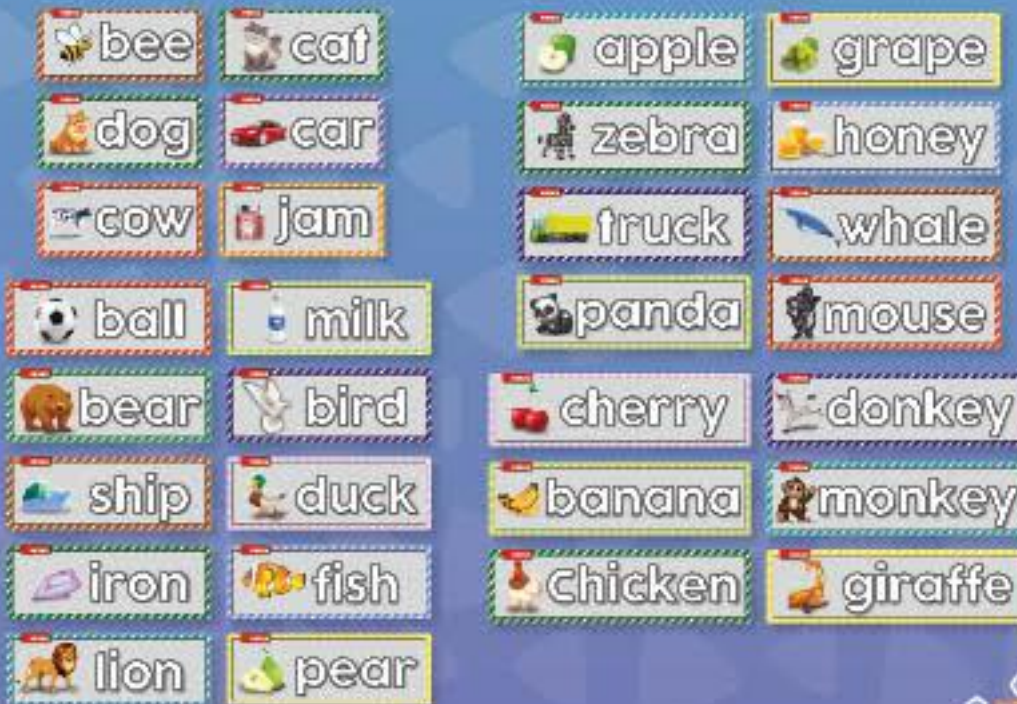 bee cat
dog car
cow jam
ball milk
bear bird
ship duck
iron fish
lion pear
apple grape
zebra honey
truck whale
panda mouse
cherry donkey
banana monkey
chicken giraffe